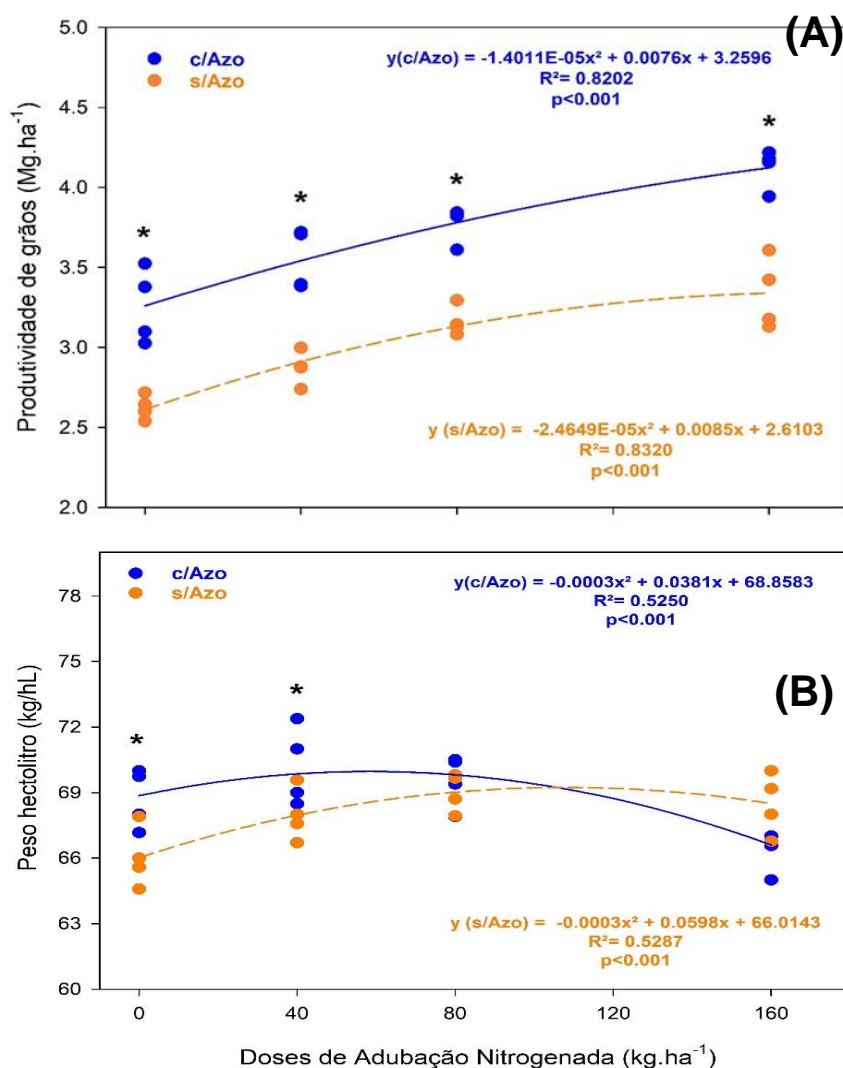 (A)
c/Azo
s/Azo
y(c/Azo) = -1.4011E-05x² + 0.0076x + 3.2596
R²= 0.8202
p<0.001
*
*
*
*
5.0
4.5
4.0
3.5
3.0
2.5
2.0
Produtividade de grãos (Mg.ha⁻¹)
y (s/Azo) = -2.4649E-05x² + 0.0085x + 2.6103
R²= 0.8320
p<0.001
c/Azo
s/Azo
y(c/Azo) = -0.0003x² + 0.0381x + 68.8583
R²= 0.5250
p<0.001
(B)
*
*
78
75
72
69
66
63
60
Peso hectolitro (kg/hL)
y (s/Azo) = -0.0003x² + 0.0598x + 66.0143
R²= 0.5287
p<0.001
0 40 80 120 160
Doses de Adubação Nitrogenada (kg.ha⁻¹)